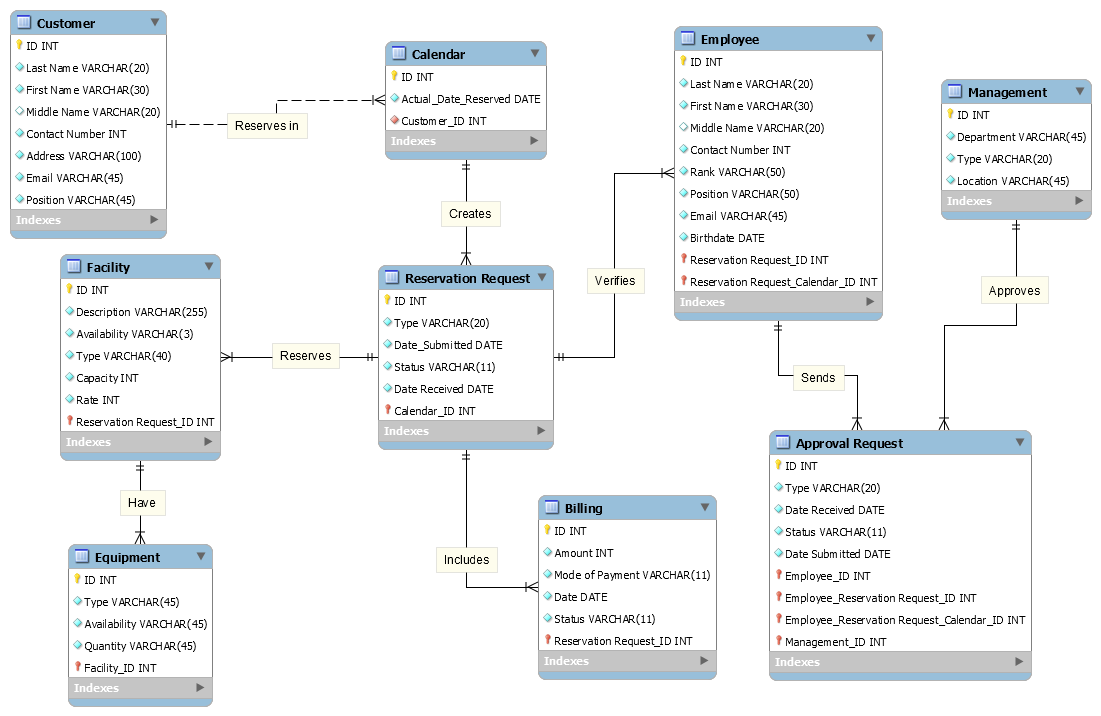 Customer
ID INT
Last Name VARCHAR(20)
First Name VARCHAR(30)
Middle Name VARCHAR(20)
Contact Number INT
Address VARCHAR(100)
Email VARCHAR(45)
Position VARCHAR(45)
Indexes
Reserves in
Calendar
ID INT
Actual_Date_Reserved DATE
Customer_ID INT
Indexes
Creates
Employee
ID INT
Last Name VARCHAR(20)
First Name VARCHAR(30)
Middle Name VARCHAR(20)
Contact Number INT
Rank VARCHAR(50)
Position VARCHAR(50)
Email VARCHAR(45)
Birthdate DATE
Reservation Request_ID INT
Reservation Request_Calendar_ID INT
Indexes
Management
ID INT
Department VARCHAR(45)
Type VARCHAR(20)
Location VARCHAR(45)
Indexes
Approves
Facility
ID INT
Description VARCHAR(255)
Availability VARCHAR(3)
Type VARCHAR(40)
Capacity INT
Rate INT
Reservation Request_ID INT
Indexes
Reserves
Reservation Request
ID INT
Type VARCHAR(20)
Date_Submitted DATE
Status VARCHAR(11)
Date Received DATE
Calendar_ID INT
Indexes
Verifies
Sends
Have
Equipment
ID INT
Type VARCHAR(45)
Availability VARCHAR(45)
Quantity VARCHAR(45)
Facility_ID INT
Indexes
Includes
Billing
ID INT
Amount INT
Mode of Payment VARCHAR(11)
Date DATE
Status VARCHAR(11)
Reservation Request_ID INT
Indexes
Approval Request
ID INT
Type VARCHAR(20)
Date Received DATE
Status VARCHAR(11)
Date Submitted DATE
Employee_ID INT
Employee_Reservation Request_ID INT
Employee_Reservation Request_Calendar_ID INT
Management_ID INT
Indexes